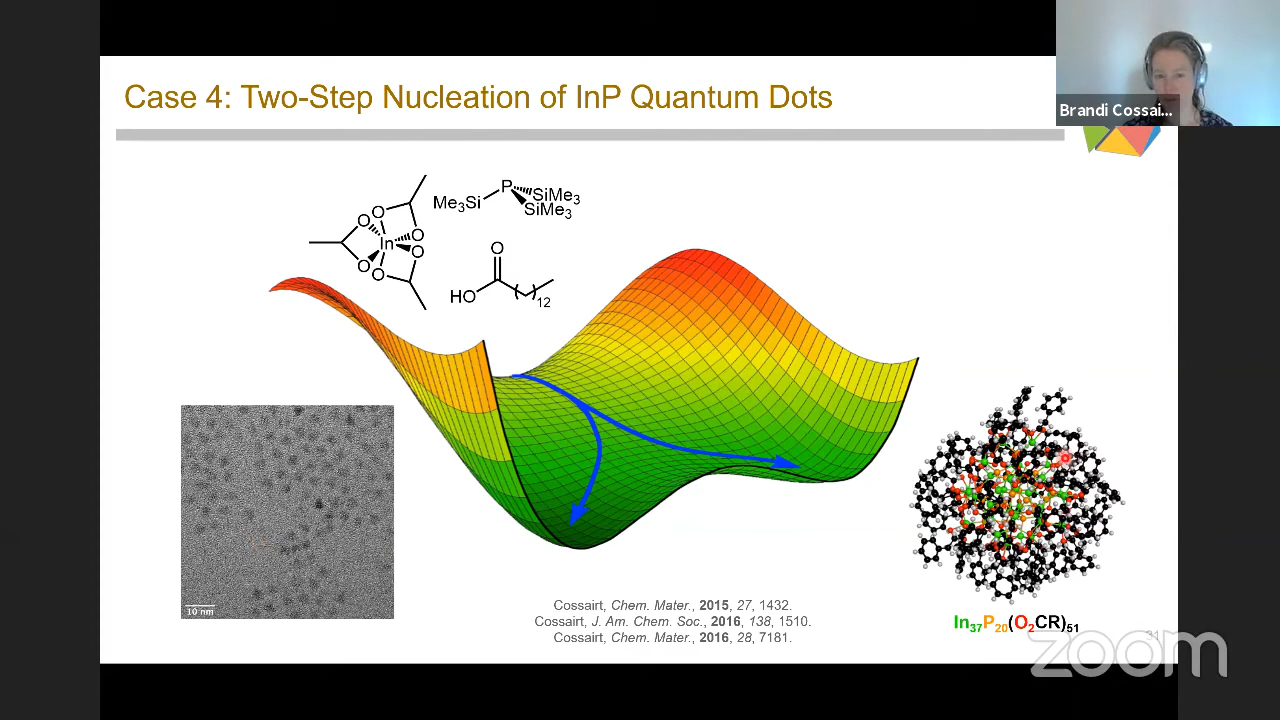 Case 4: Two-Step Nucleation of InP Quantum Dots
Brandi Cossai...
Me₃Si P SiMe₃
SiMe₃
O O
O In O
O O
O
HO 12
10 nm
Cossairt, Chem. Mater., 2015, 27, 1432.
Cossairt, J. Am. Chem. Soc., 2016, 138, 1510.
Cossairt, Chem. Mater., 2016, 28, 7181.
In₃₇P₂₀(O₂CR)₅₁
31
zoom